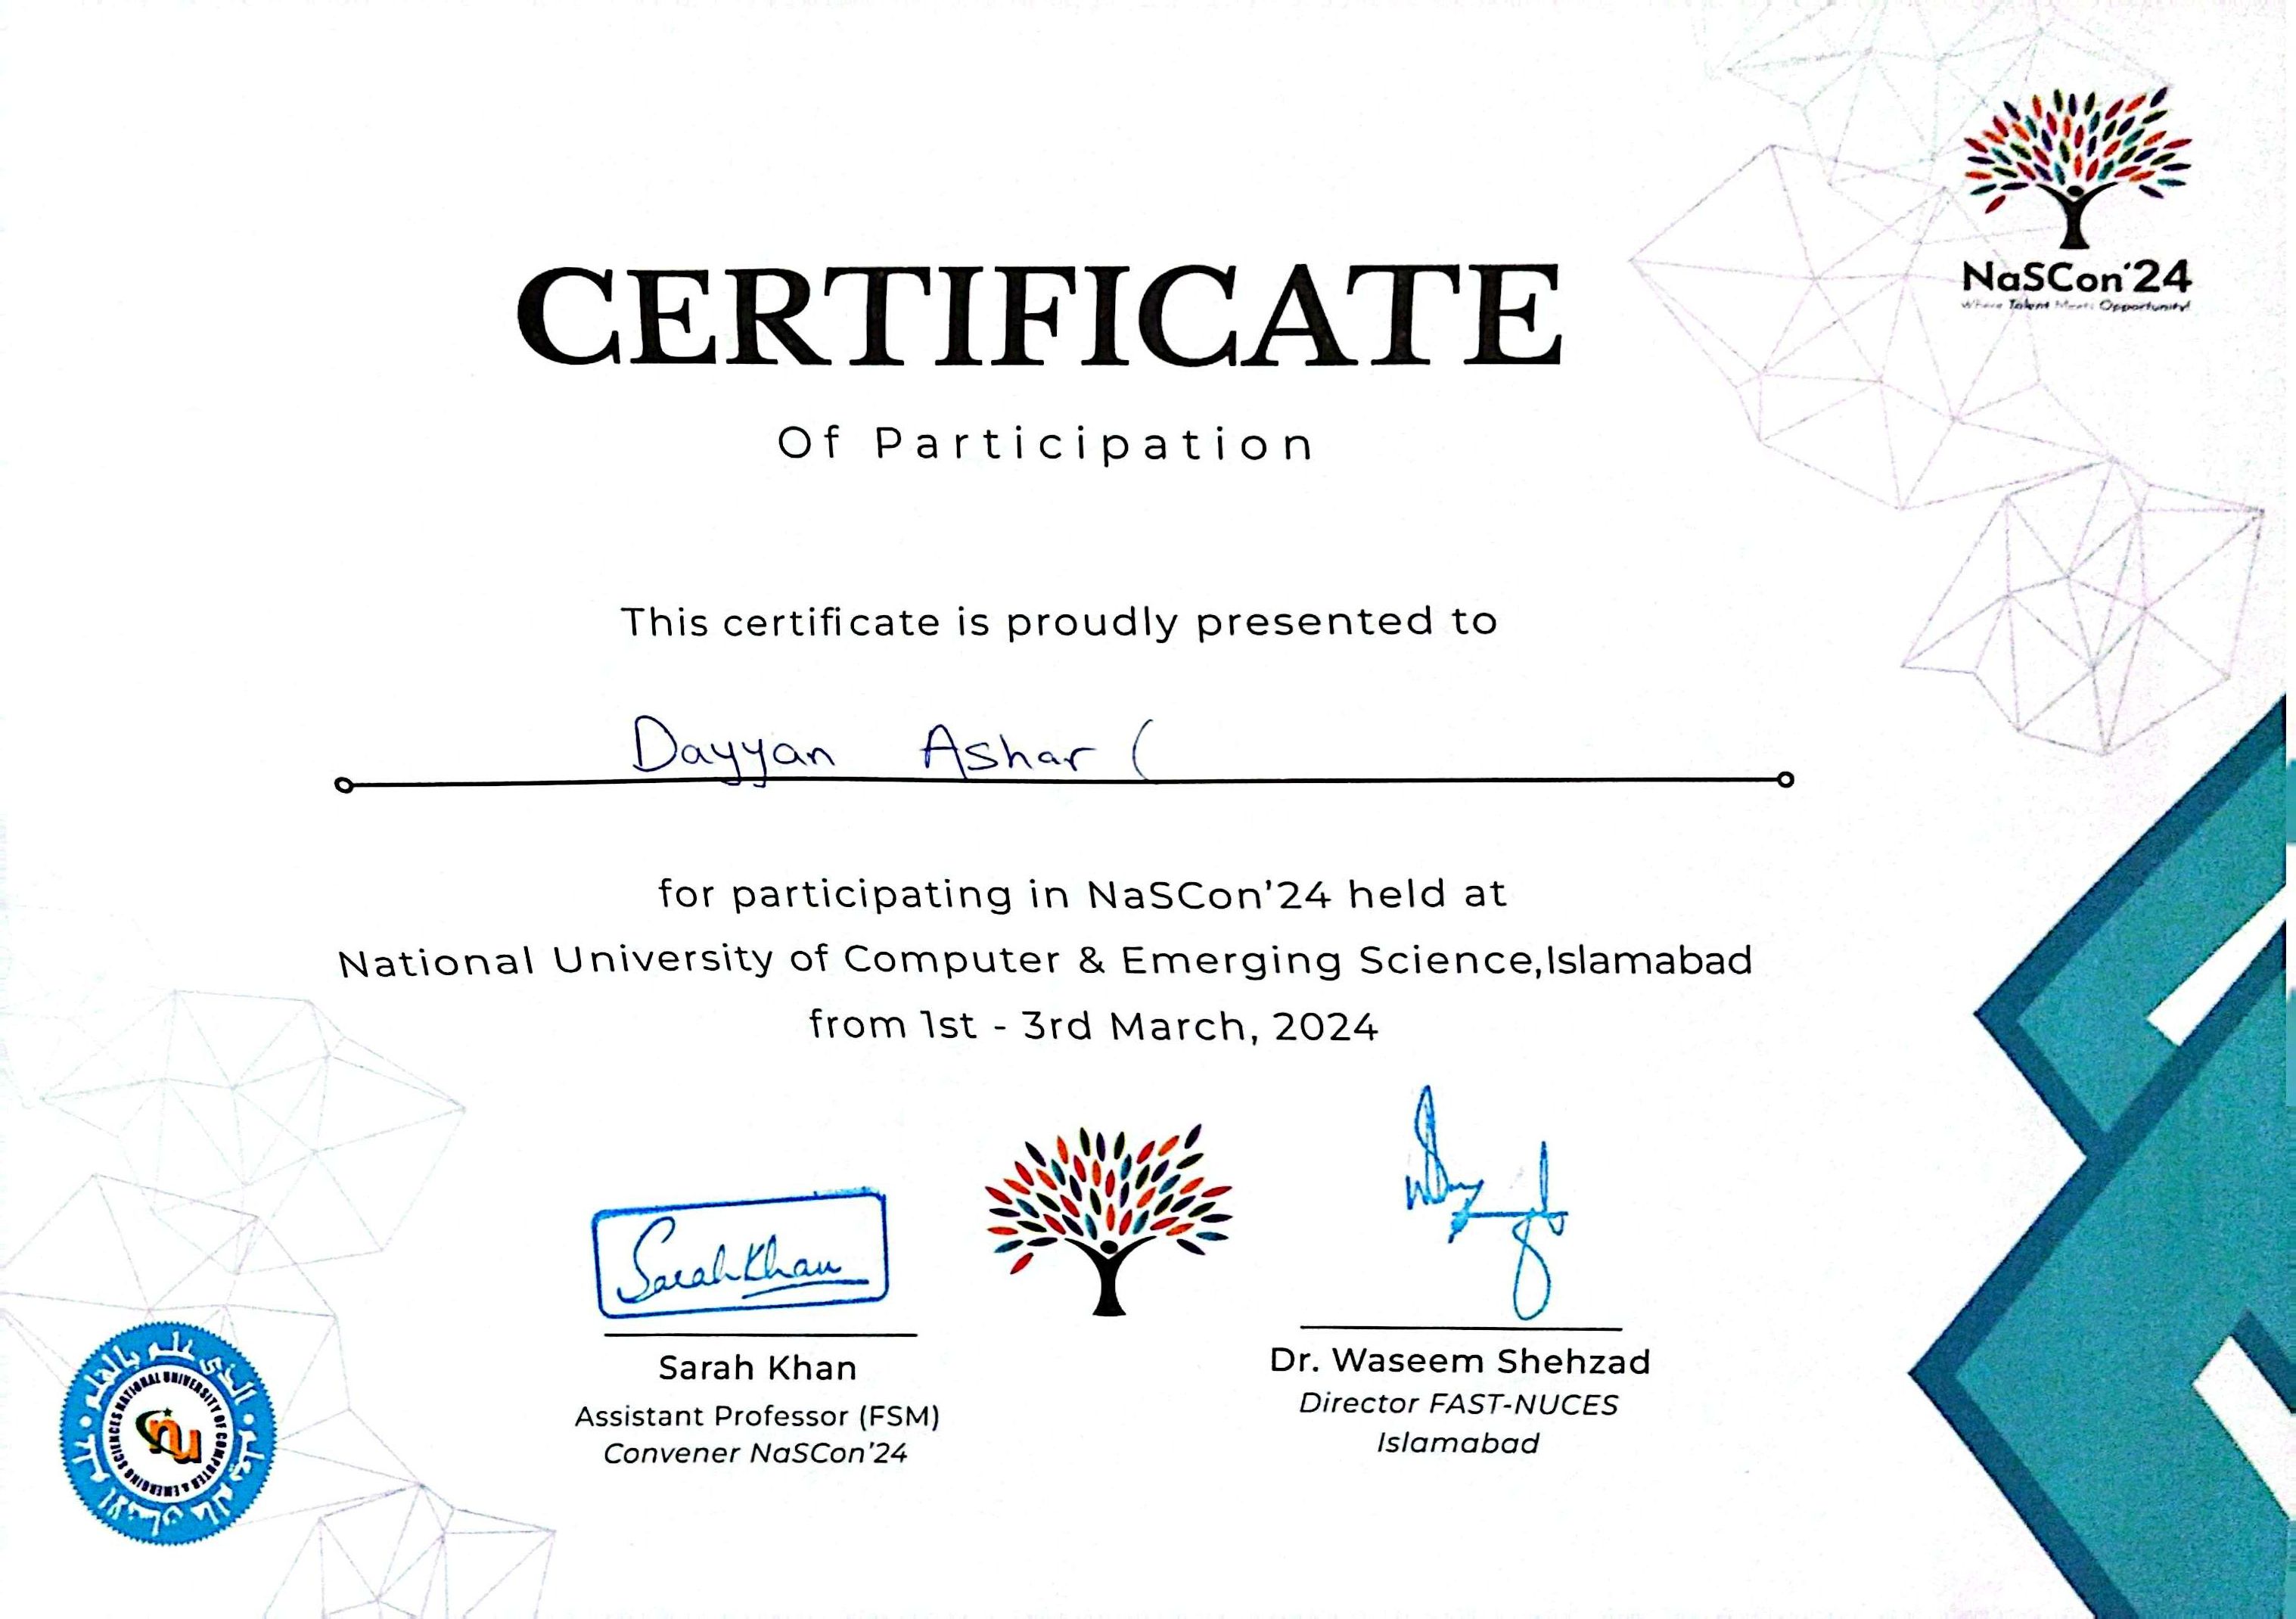 NaSCon'24
Where Talent Meets Opportunity!
CERTIFICATE
Of Participation
This certificate is proudly presented to
Dayyan Ashar (
for participating in NaSCon'24 held at
National University of Computer & Emerging Science,Islamabad
from 1st - 3rd March, 2024
Sarah Khan
Sarah Khan
Assistant Professor (FSM)
Convener NaSCon'24
Dr. Waseem Shehzad
Director FAST-NUCES
Islamabad
NATIONAL UNIVERSITY OF COMPUTER & EMERGING SCIENCES
nu